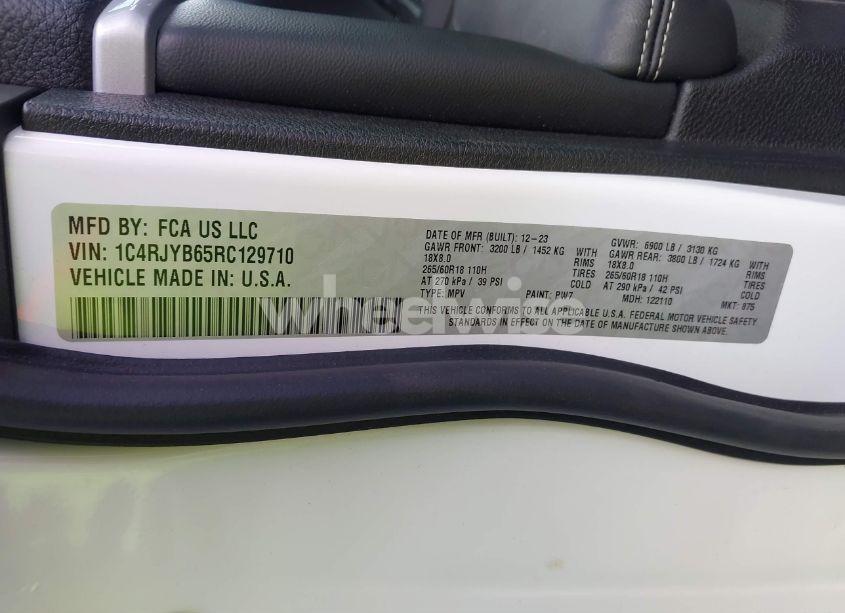 MFD BY: FCA US LLC
VIN: 1C4RJYB65RC129710
VEHICLE MADE IN: U.S.A.
DATE OF MFR (BUILT): 12-23 GVWR: 6900 LB / 3130 KG
GAWR FRONT: 3200 LB / 1452 KG WITH GAWR REAR: 3800 LB / 1724 KG WITH
18X8.0 RIMS 18X8.0 RIMS
265/60R18 110H TIRES 265/60R18 110H TIRES
AT 270 kPa / 39 PSI COLD AT 290 kPa / 42 PSI COLD
TYPE: MPV PAINT: PW7 MDH: 122110 MKT: 875
THIS VEHICLE CONFORMS TO ALL APPLICABLE U.S.A. FEDERAL MOTOR VEHICLE SAFETY
STANDARDS IN EFFECT ON THE DATE OF MANUFACTURE SHOWN ABOVE.
wheelwise